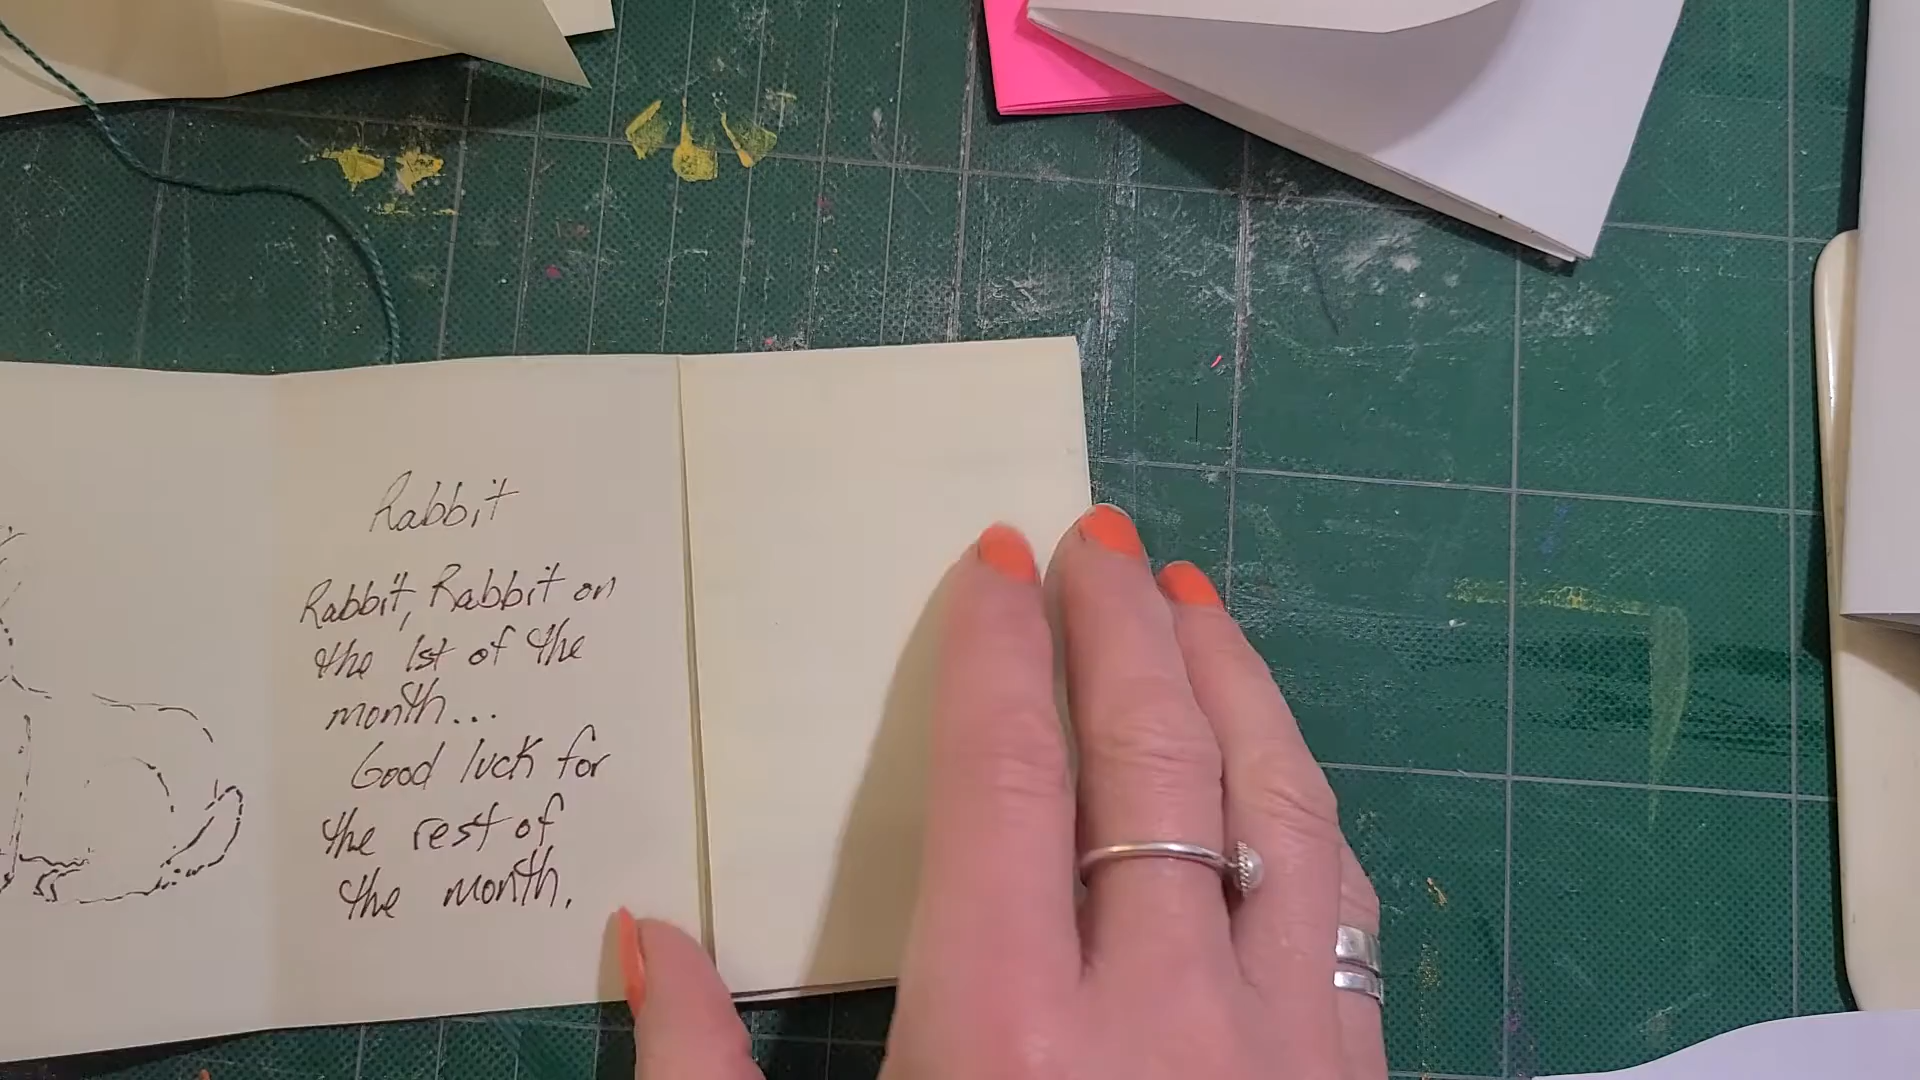 Rabbit
Rabbit, Rabbit on
the 1st of the
month...
Good luck for
the rest of
the month.